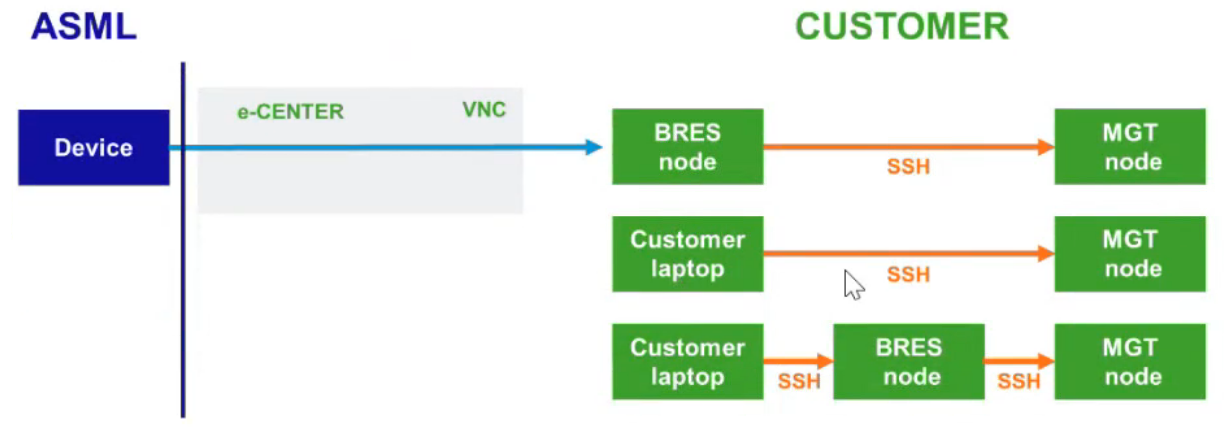 ASML
CUSTOMER
e-CENTER
VNC
Device
BRES
node
SSH
MGT
node
Customer
laptop
SSH
MGT
node
Customer
laptop
SSH
BRES
node
SSH
MGT
node